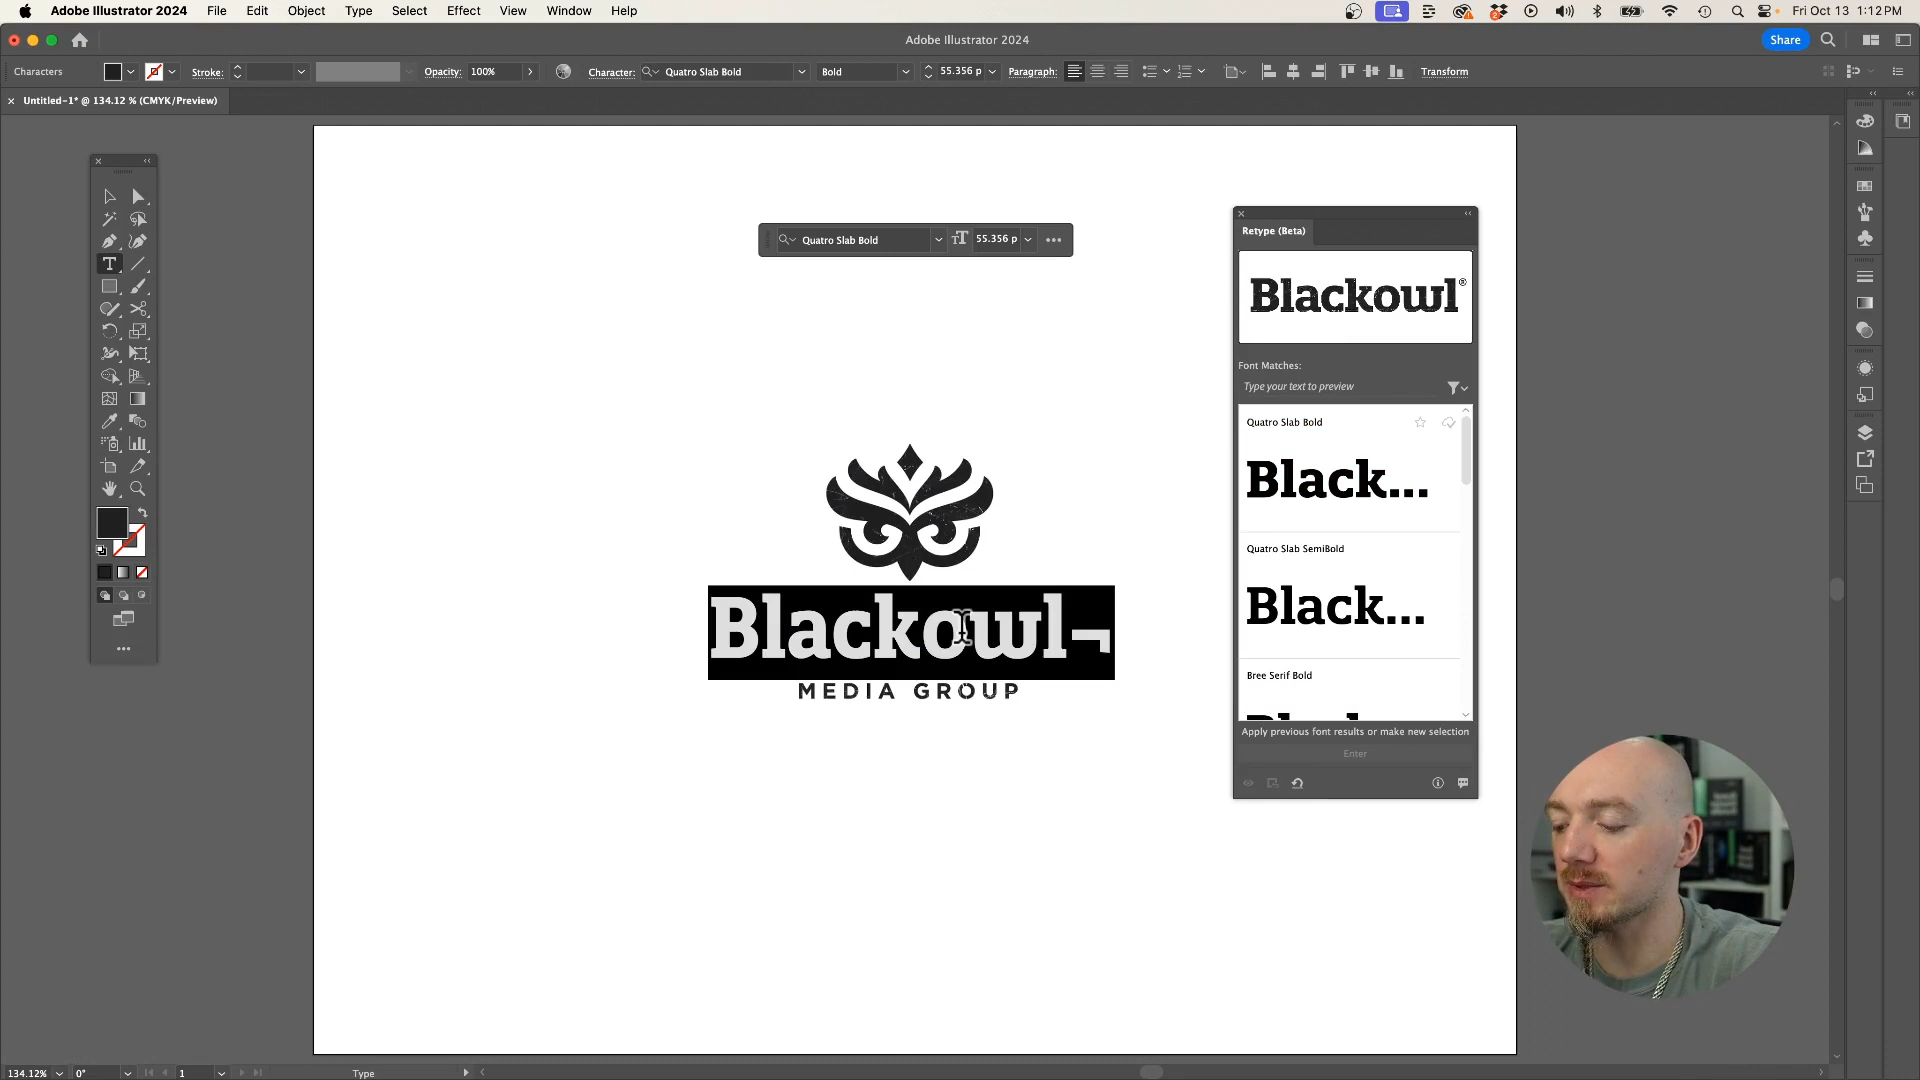 Adobe Illustrator 2024 File Edit Object Type Select Effect View Window Help Fri Oct 13 1:12 PM
Adobe Illustrator 2024 Share
Characters Stroke: Opacity: 100% Character: Quatro Slab Bold Bold 55.356 p Paragraph: Transform
Untitled-1* @ 134.12 % (CMYK/Preview)
Quatro Slab Bold 55.356 p
Retype (Beta)
Blackowl®
Font Matches:
Type your text to preview
Quatro Slab Bold
Black...
Quatro Slab SemiBold
Black...
Bree Serif Bold
Apply previous font results or make new selection
Enter
Blackowl¬
MEDIA GROUP
134.12% 0° 1 Type